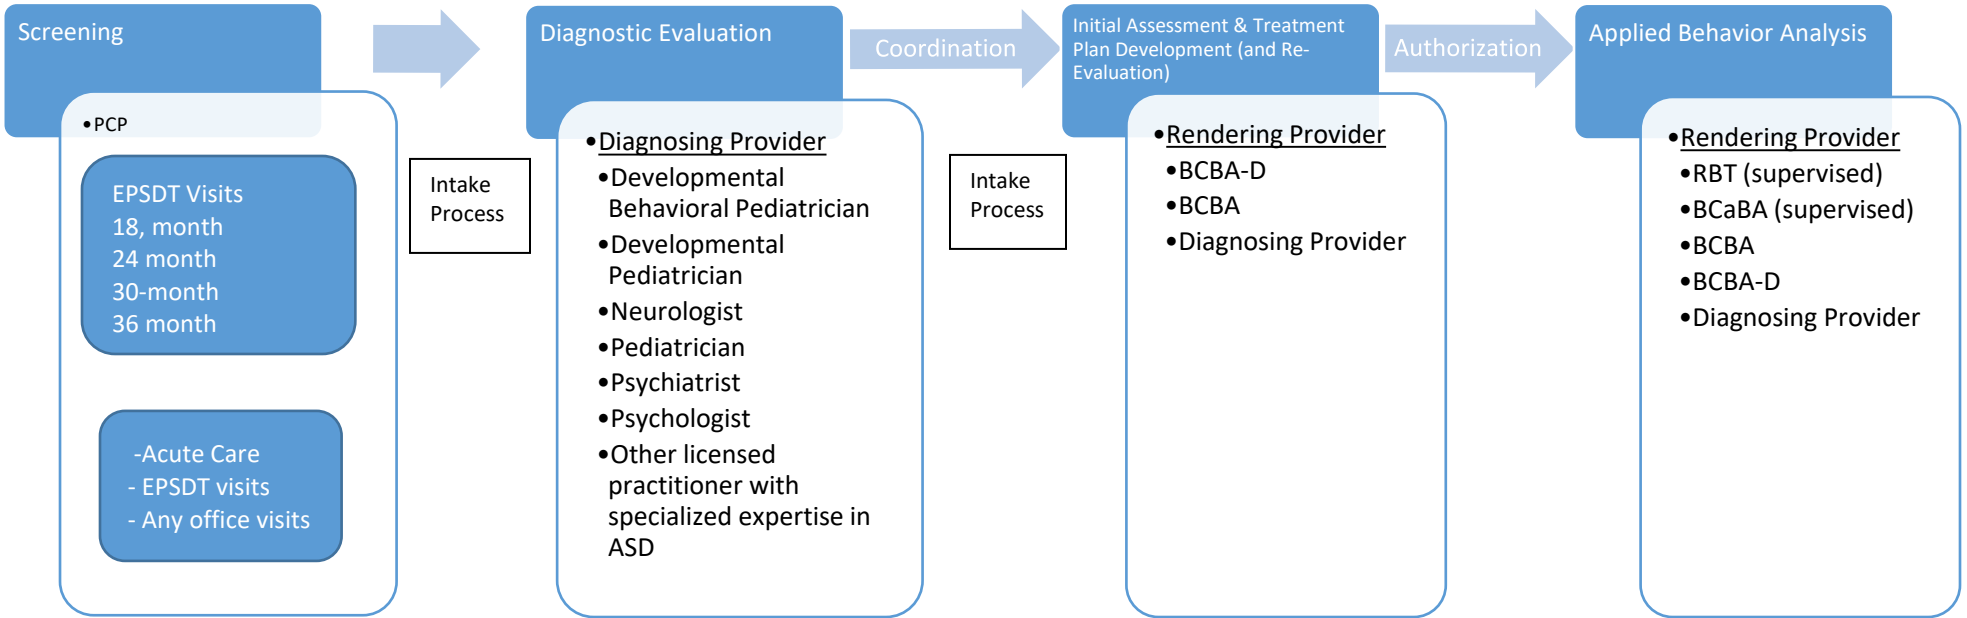 Screening
•PCP
EPSDT Visits
18, month
24 month
30-month
36 month
-Acute Care
- EPSDT visits
- Any office visits
Intake
Process
Diagnostic Evaluation
•Diagnosing Provider
•Developmental
Behavioral Pediatrician
•Developmental
Pediatrician
•Neurologist
•Pediatrician
•Psychiatrist
•Psychologist
•Other licensed
practitioner with
specialized expertise in
ASD
Coordination
Intake
Process
Initial Assessment & Treatment
Plan Development (and Re-
Evaluation)
•Rendering Provider
•BCBA-D
•BCBA
•Diagnosing Provider
Authorization
Applied Behavior Analysis
•Rendering Provider
•RBT (supervised)
•BCaBA (supervised)
•BCBA
•BCBA-D
•Diagnosing Provider